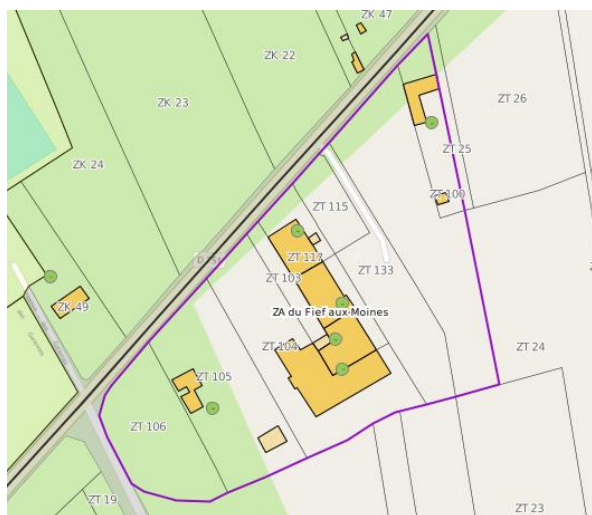 ZK 47
ZK 22
ZK 23
ZT 26
ZK 24
ZT 25
ZT 100
ZT 115
ZT 117
ZT 133
ZT 103
ZA du Fief aux Moines
ZK 49
ZT 104
ZT 24
ZT 105
ZT 106
ZT 19
ZT 23